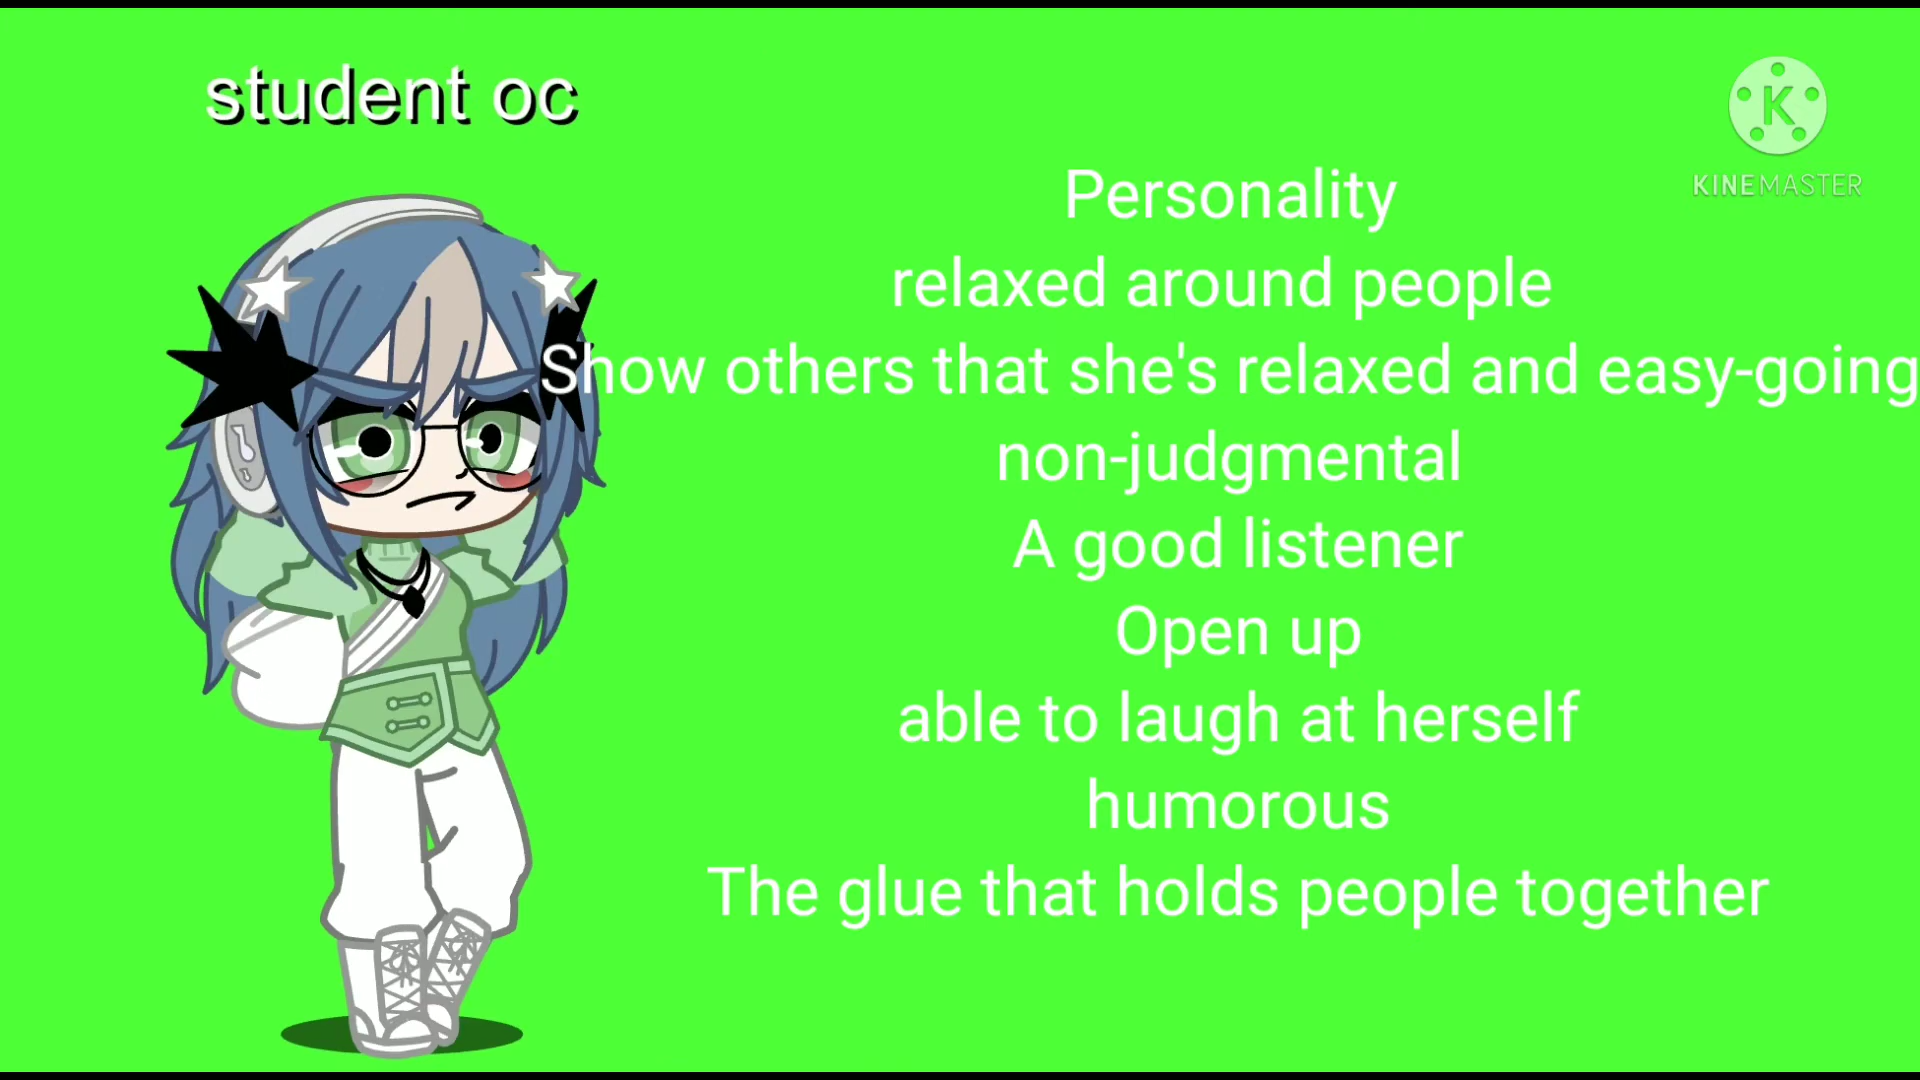 student oc
K
KINEMASTER
Personality
relaxed around people
Show others that she's relaxed and easy-going
non-judgmental
A good listener
Open up
able to laugh at herself
humorous
The glue that holds people together